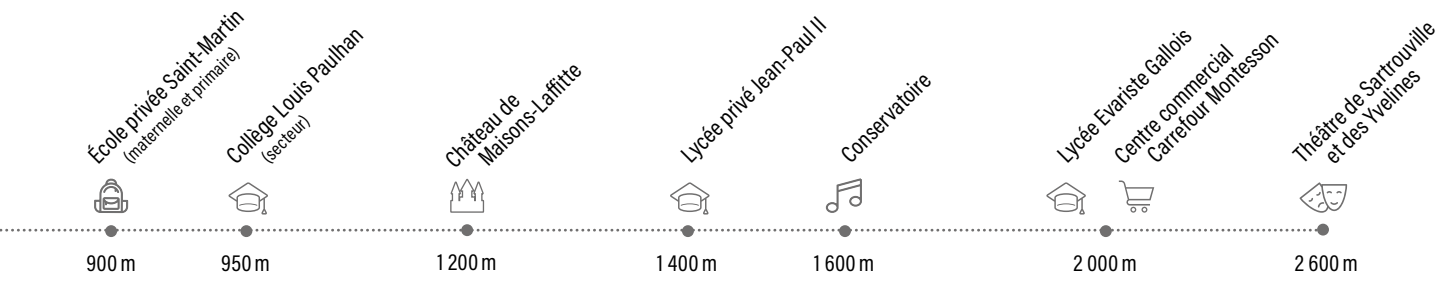 École privée Saint-Martin
(maternelle et primaire)
Collège Louis Paulhan
(secteur)
Château de
Maisons-Laffitte
Lycée privé Jean-Paul II
Conservatoire
Lycée Evariste Gallois
Centre commercial
Carrefour Montesson
Théâtre de Sartrouville
et des Yvelines
900 m
950 m
1 200 m
1 400 m
1 600 m
2 000 m
2 600 m